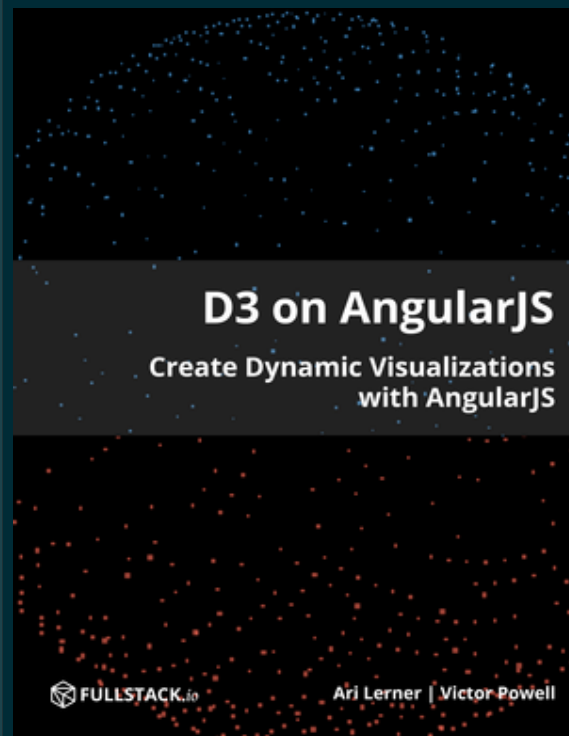 D3 on AngularJS
Create Dynamic Visualizations
with AngularJS
FULLSTACK.io
Ari Lerner | Victor Powell